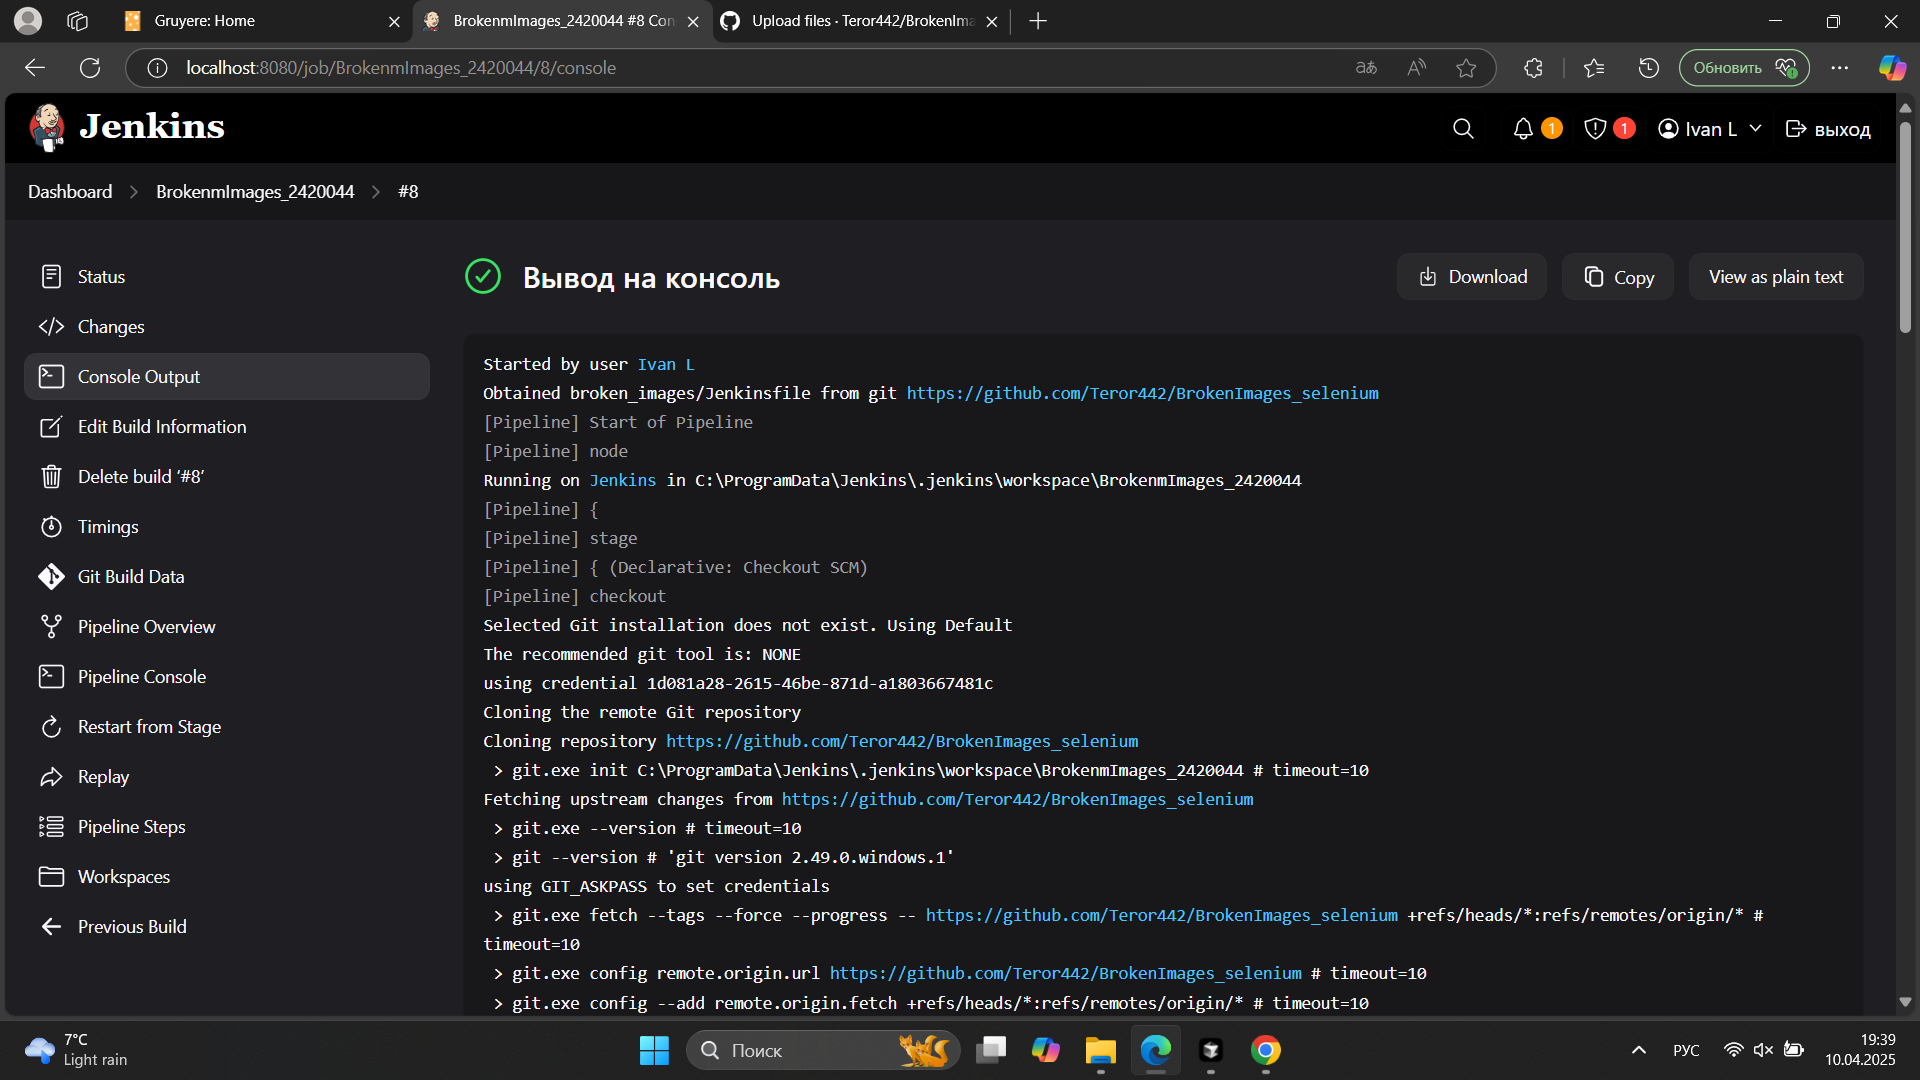 Gruyere: Home
BrokenmImages_2420044 #8 Con
Upload files · Teror442/BrokenIma
localhost:8080/job/BrokenmImages_2420044/8/console
Обновить
Jenkins
1
1
Ivan L
выход
Dashboard
BrokenmImages_2420044
#8
Status
Changes
Console Output
Edit Build Information
Delete build ‘#8’
Timings
Git Build Data
Pipeline Overview
Pipeline Console
Restart from Stage
Replay
Pipeline Steps
Workspaces
Previous Build
Вывод на консоль
Download
Copy
View as plain text
Started by user Ivan L
Obtained broken_images/Jenkinsfile from git https://github.com/Teror442/BrokenImages_selenium
[Pipeline] Start of Pipeline
[Pipeline] node
Running on Jenkins in C:\ProgramData\Jenkins\.jenkins\workspace\BrokenmImages_2420044
[Pipeline] {
[Pipeline] stage
[Pipeline] { (Declarative: Checkout SCM)
[Pipeline] checkout
Selected Git installation does not exist. Using Default
The recommended git tool is: NONE
using credential 1d081a28-2615-46be-871d-a1803667481c
Cloning the remote Git repository
Cloning repository https://github.com/Teror442/BrokenImages_selenium
> git.exe init C:\ProgramData\Jenkins\.jenkins\workspace\BrokenmImages_2420044 # timeout=10
Fetching upstream changes from https://github.com/Teror442/BrokenImages_selenium
> git.exe --version # timeout=10
> git --version # 'git version 2.49.0.windows.1'
using GIT_ASKPASS to set credentials
> git.exe fetch --tags --force --progress -- https://github.com/Teror442/BrokenImages_selenium +refs/heads/*:refs/remotes/origin/* #
timeout=10
> git.exe config remote.origin.url https://github.com/Teror442/BrokenImages_selenium # timeout=10
> git.exe config --add remote.origin.fetch +refs/heads/*:refs/remotes/origin/* # timeout=10
7°C
Light rain
Поиск
РУС
19:39
10.04.2025